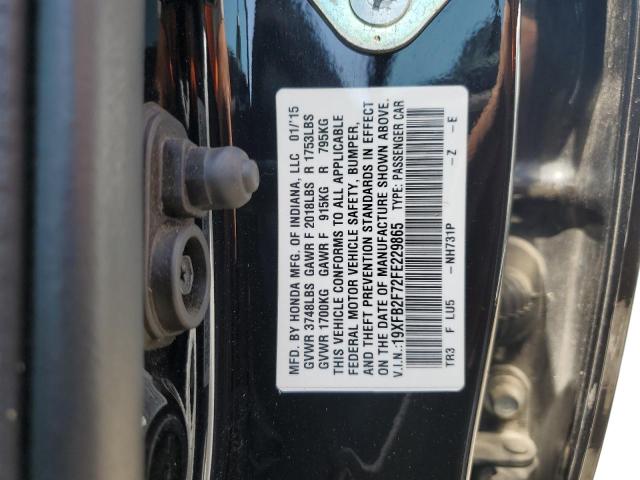 MFD. BY HONDA MFG. OF INDIANA, LLC 01/'15
GVWR 3748LBS GAWR F 2018LBS R 1753LBS
GVWR 1700KG GAWR F 915KG R 795KG
THIS VEHICLE CONFORMS TO ALL APPLICABLE
FEDERAL MOTOR VEHICLE SAFETY, BUMPER,
AND THEFT PREVENTION STANDARDS IN EFFECT
ON THE DATE OF MANUFACTURE SHOWN ABOVE.
V.I.N.: 19XFB2F72FE229865 TYPE: PASSENGER CAR
TR3 F LU5 -NH731P -Z -E